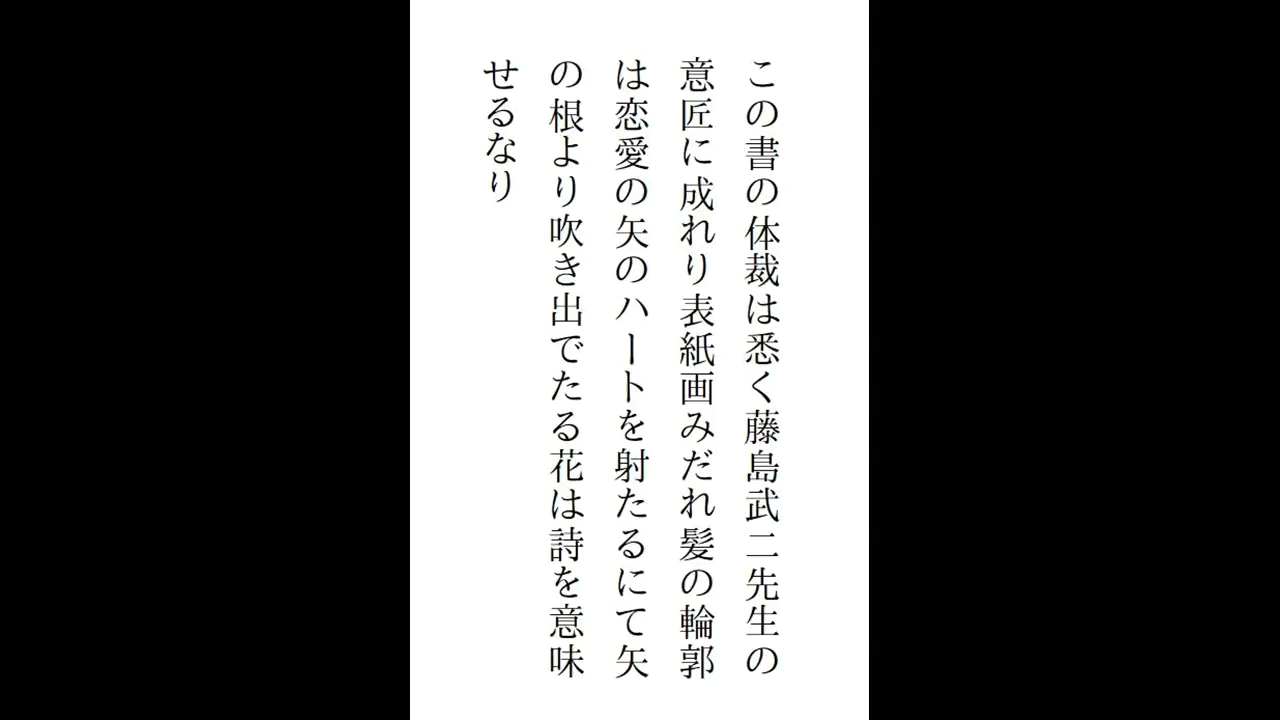 この書の体裁は悉く藤島武二先生の
意匠に成れり表紙画みだれ髪の輪郭
は恋愛の矢のハートを射たるにて矢
の根より吹き出でたる花は詩を意味
せるなり